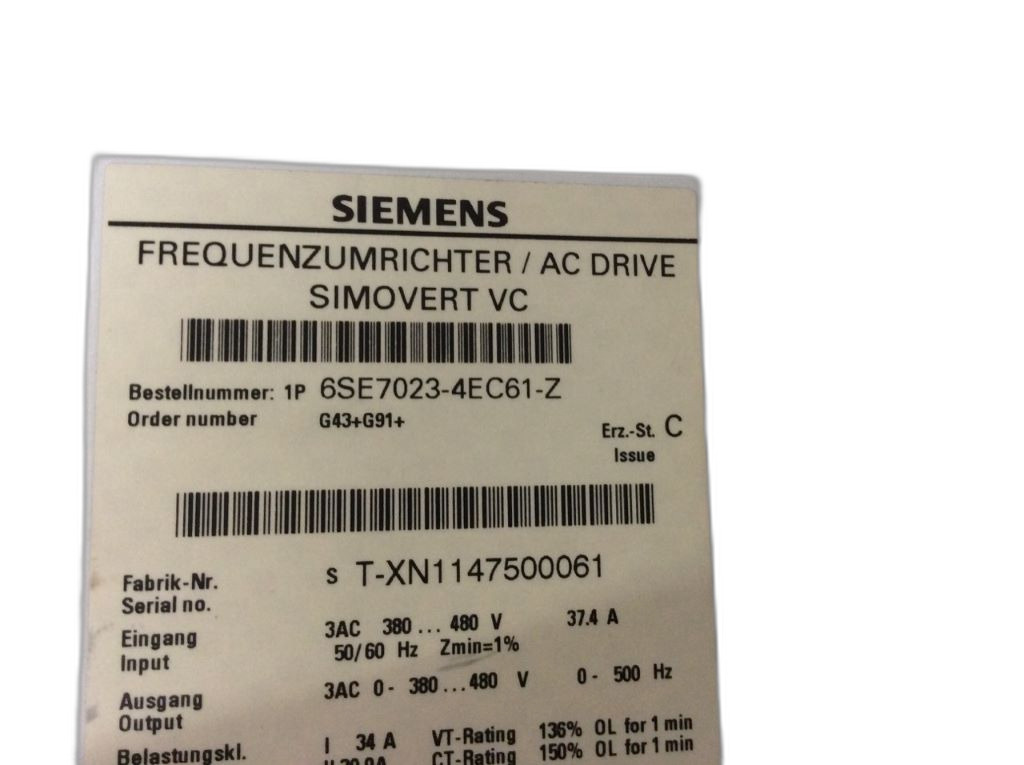 SIEMENS
FREQUENZUMRICHTER / AC DRIVE
SIMOVERT VC
Bestellnummer: 1P 6SE7023-4EC61-Z
Order number G43+G91+
Erz.-St. C
Issue
Fabrik-Nr. S T-XN1147500061
Serial no.
Eingang 3AC 380 ... 480 V 37.4 A
Input 50/60 Hz Zmin=1%
Ausgang 3AC 0- 380...480 V 0- 500 Hz
Output
Belastungskl. I 34 A VT-Rating 136% OL for 1 min
CT-Rating 150% OL for 1 min